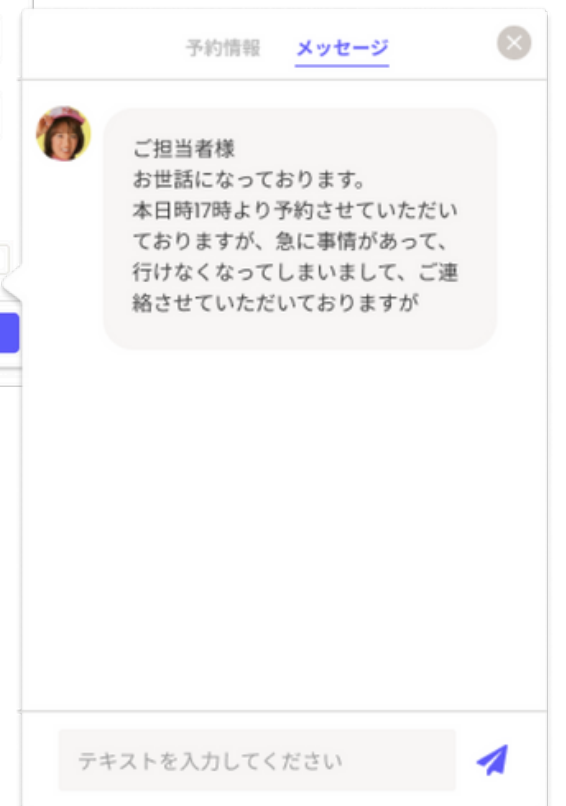 予約情報 メッセージ
ご担当者様
お世話になっております。
本日時17時より予約させていただい
ておりますが、急に事情があって、
行けなくなってしまいまして、ご連
絡させていただいておりますが
テキストを入力してください